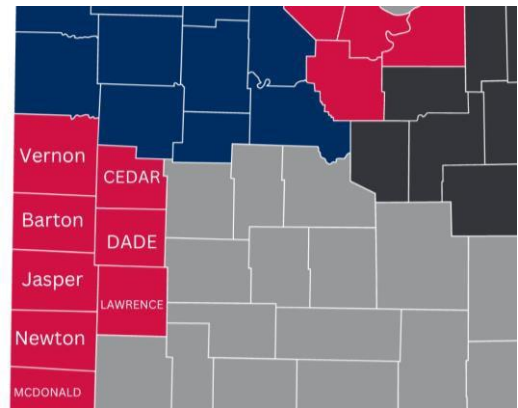 Vernon
CEDAR
Barton
DADE
Jasper
LAWRENCE
Newton
MCDONALD